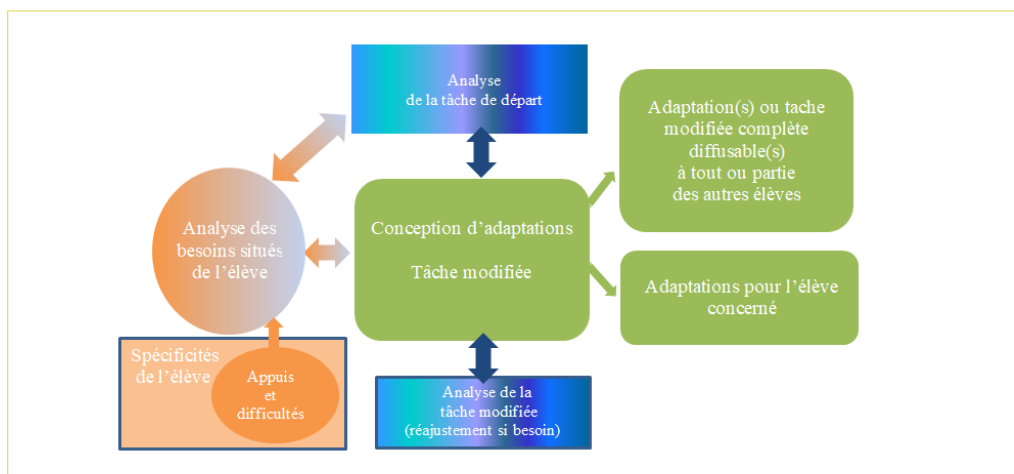 Analyse
de la tâche de départ
Adaptation(s) ou tache
modifiée complète
diffusable(s)
à tout ou partie
des autres élèves
Analyse des
besoins situés
de l’élève
Conception d’adaptations
Tâche modifiée
Adaptations pour l’élève
concerné
Spécificités
de l’élève
Appuis
et
difficultés
Analyse de la
tâche modifiée
(réajustement si besoin)